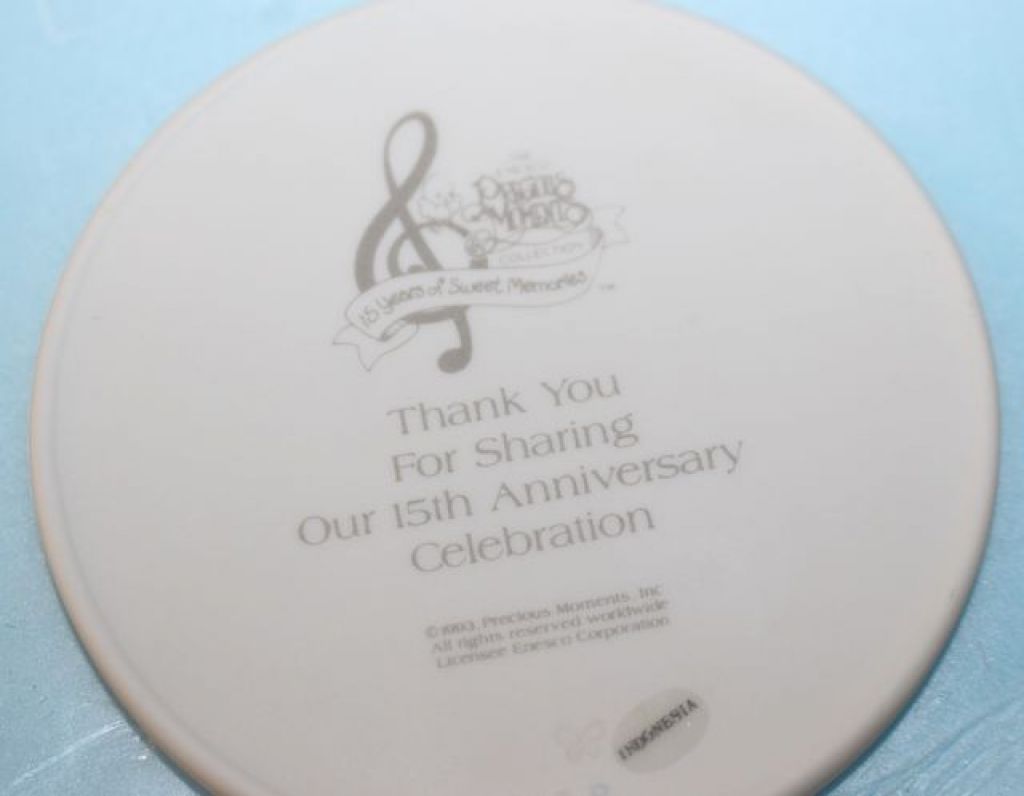 Precious
Moments
COLLECTION
15 Years of Sweet Memories ™
Thank You
For Sharing
Our 15th Anniversary
Celebration
©1993, Precious Moments, Inc
All rights reserved worldwide
Licensee Enesco Corporation
INDONESIA